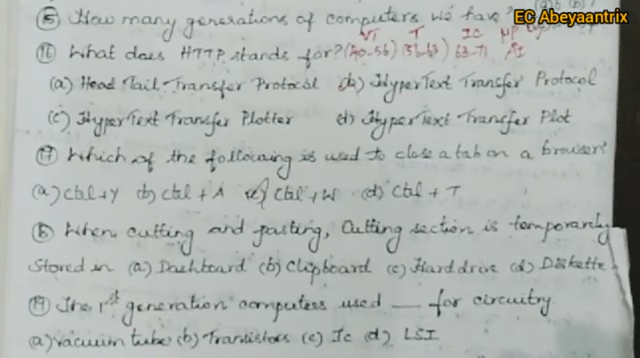 EC Abeyaantrix
(15) How many generations of computers we have?
VT T IC μP
(16) What does HTTP stands for? (40-56) (56-63) 63-71 AI
(a) Head Tail Transfer Protocol (b) HyperText Transfer Protocol
(c) HyperText Transfer Plotter d) HyperText Transfer Plot
(17) Which of the following is used to close a tab on a browser?
(a) Ctrl+Y (b) ctrl + A (c) Ctrl + W (d) Ctrl + T
When cutting and pasting, Cutting section is temporarily
Stored in (a) Dashboard (b) Clipboard (c) Hard drive (d) Diskette
(19) The 1st generation computers used ___ for circuitry
(a) vacuum tube (b) Transistors (c) Ic (d) LSI